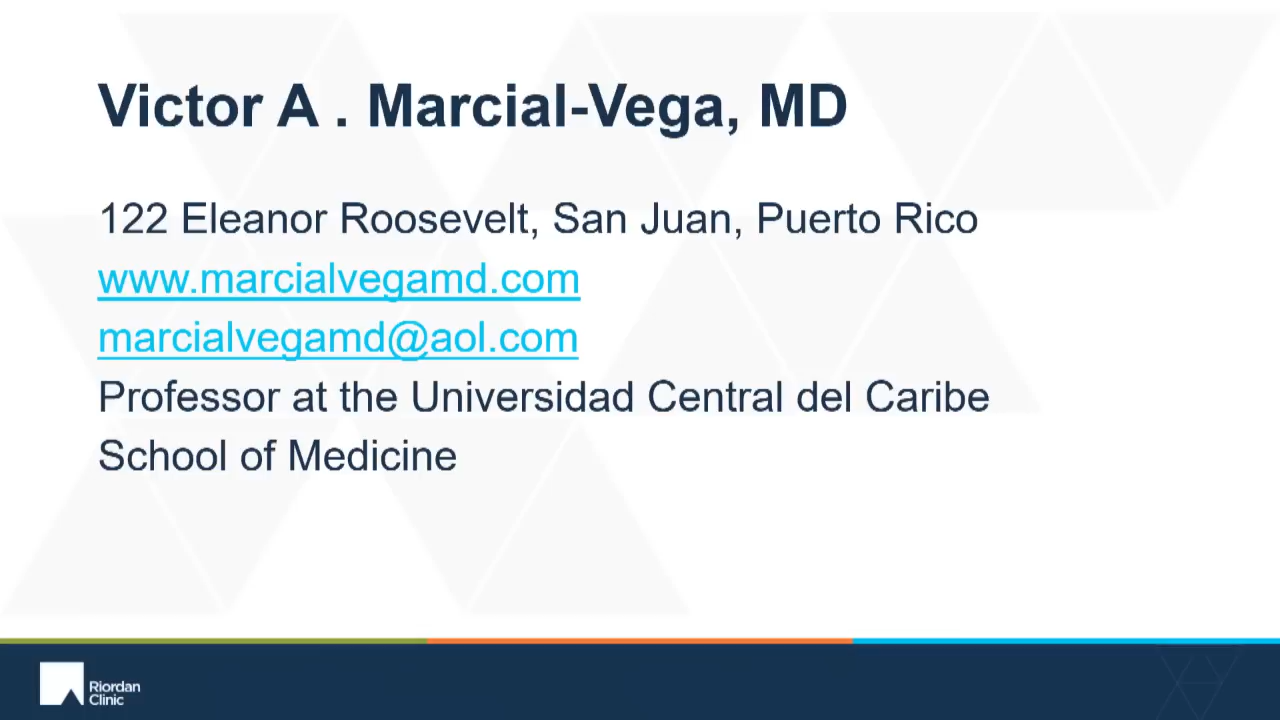 Victor A . Marcial-Vega, MD
122 Eleanor Roosevelt, San Juan, Puerto Rico
www.marcialvegamd.com
marcialvegamd@aol.com
Professor at the Universidad Central del Caribe
School of Medicine
Riordan
Clinic